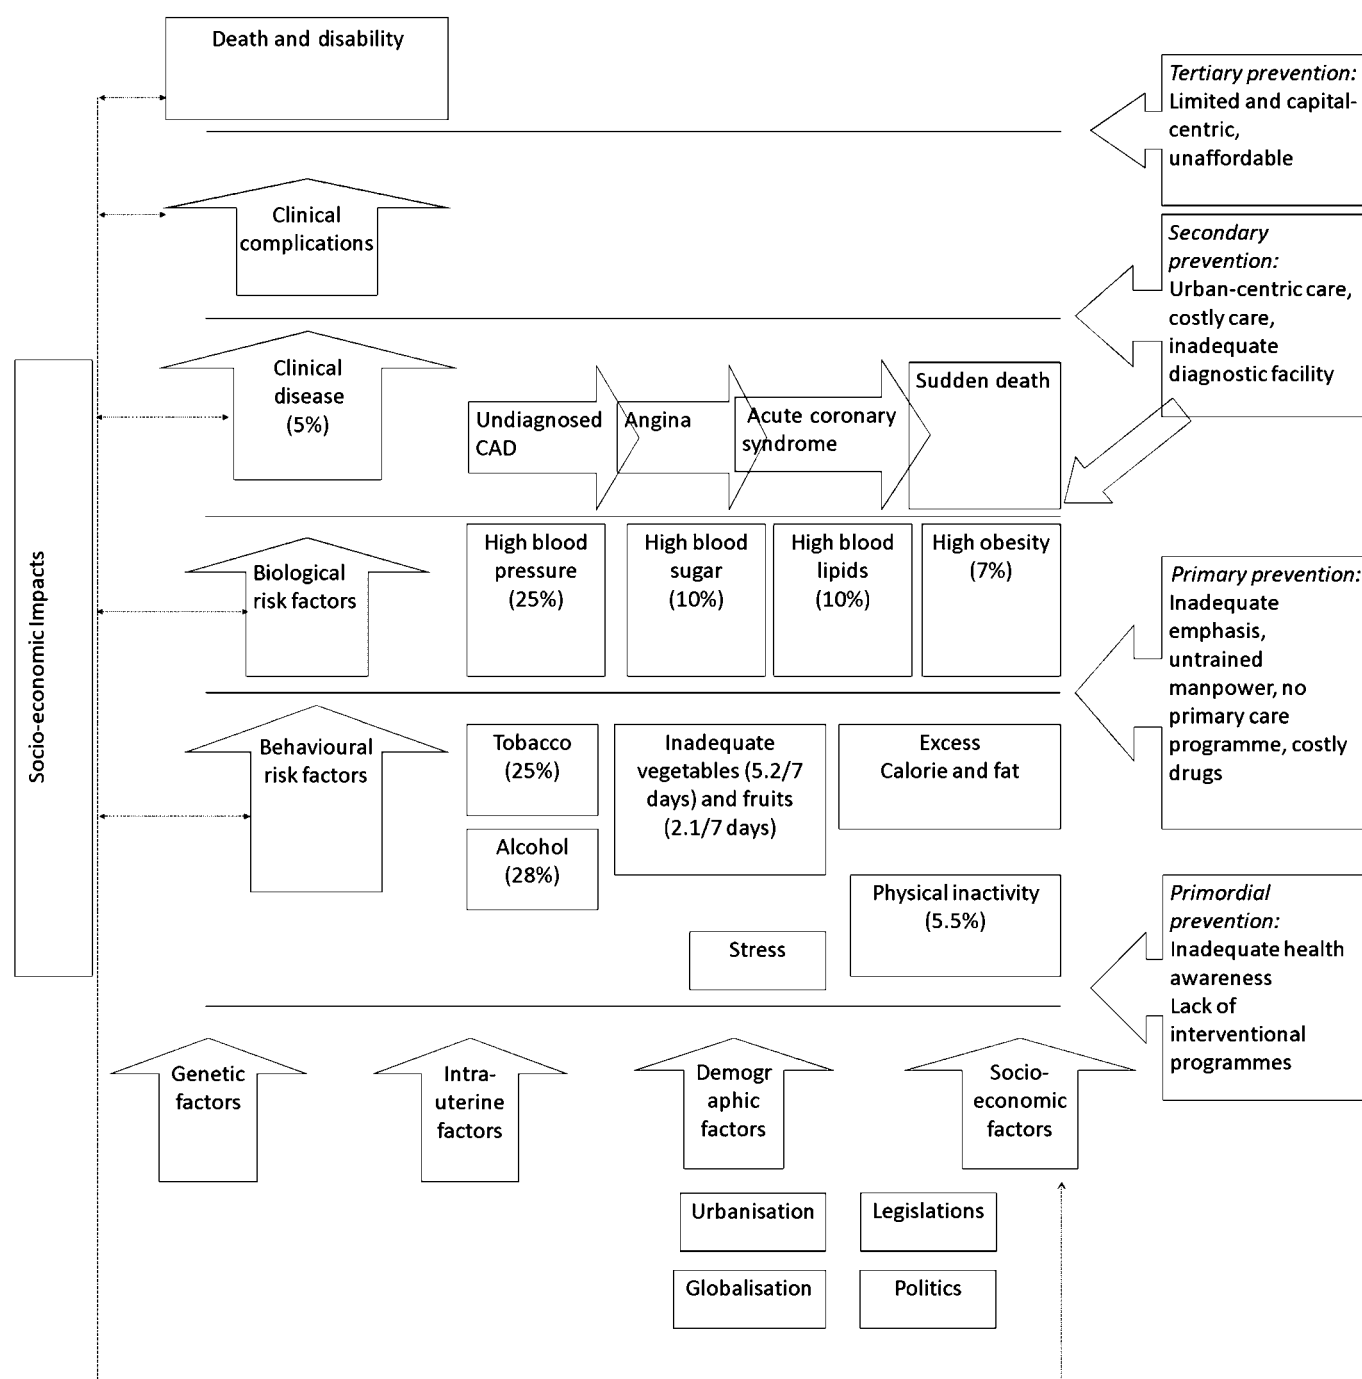 Death and disability
Tertiary prevention:
Limited and capital-
centric,
unaffordable
Clinical
complications
Secondary
prevention:
Urban-centric care,
costly care,
inadequate
diagnostic facility
Clinical
disease
(5%)
Undiagnosed
CAD
Angina
Acute coronary
syndrome
Sudden death
Socio-economic Impacts
Biological
risk factors
High blood
pressure
(25%)
High blood
sugar
(10%)
High blood
lipids
(10%)
High obesity
(7%)
Primary prevention:
Inadequate
emphasis,
untrained
manpower, no
primary care
programme, costly
drugs
Behavioural
risk factors
Tobacco
(25%)
Alcohol
(28%)
Inadequate
vegetables (5.2/7
days) and fruits
(2.1/7 days)
Excess
Calorie and fat
Physical inactivity
(5.5%)
Stress
Primordial
prevention:
Inadequate health
awareness
Lack of
interventional
programmes
Genetic
factors
Intra-
uterine
factors
Demogr
aphic
factors
Socio-
economic
factors
Urbanisation
Legislations
Globalisation
Politics